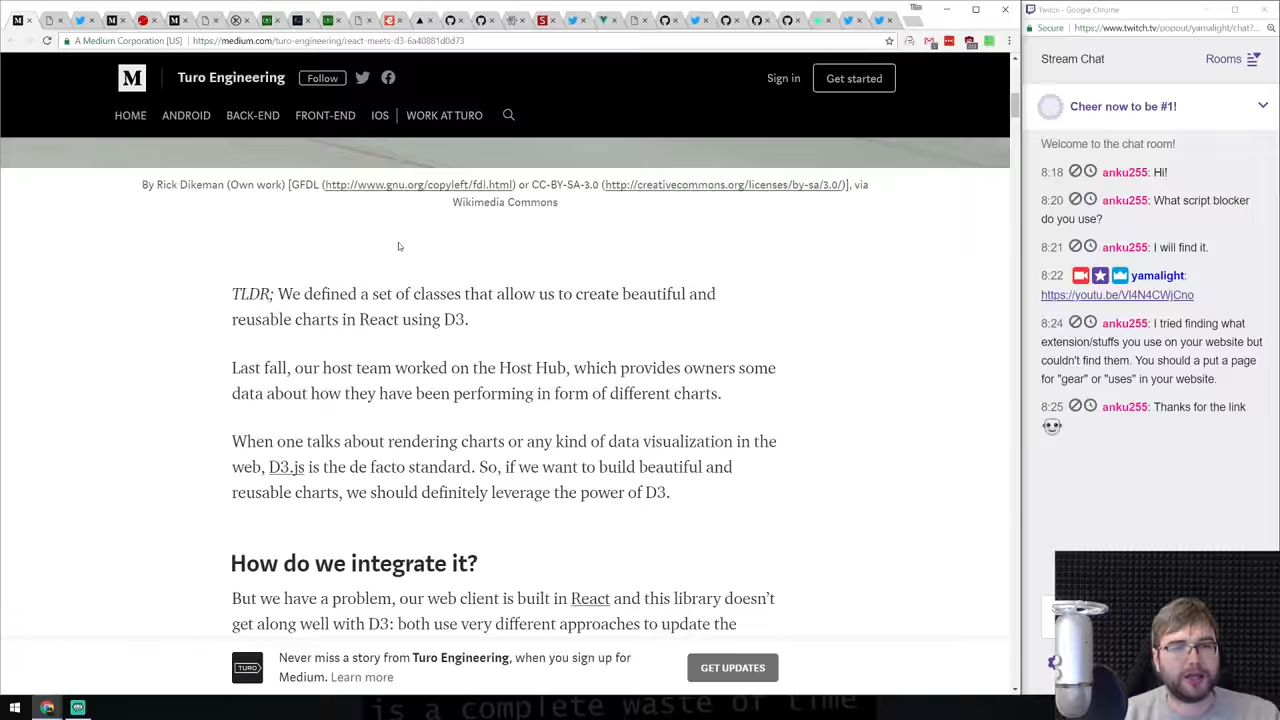 Twitch - Google Chrome
A Medium Corporation [US]
https://medium.com/turo-engineering/react-meets-d3-6a40881d0d73
Secure
https://www.twitch.tv/popout/yamalight/chat?...
M
Turo Engineering
Follow
Sign in
Get started
HOME
ANDROID
BACK-END
FRONT-END
IOS
WORK AT TURO
By Rick Dikeman (Own work) [GFDL (http://www.gnu.org/copyleft/fdl.html) or CC-BY-SA-3.0 (http://creativecommons.org/licenses/by-sa/3.0/)], via
Wikimedia Commons
TLDR; We defined a set of classes that allow us to create beautiful and
reusable charts in React using D3.
Last fall, our host team worked on the Host Hub, which provides owners some
data about how they have been performing in form of different charts.
When one talks about rendering charts or any kind of data visualization in the
web, D3.js is the de facto standard. So, if we want to build beautiful and
reusable charts, we should definitely leverage the power of D3.
How do we integrate it?
But we have a problem, our web client is built in React and this library doesn't
get along well with D3: both use very different approaches to update the
TURO
Never miss a story from Turo Engineering, when you sign up for
Medium. Learn more
GET UPDATES
Stream Chat
Rooms
Cheer now to be #1!
Welcome to the chat room!
8:18 anku255: Hi!
8:20 anku255: What script blocker
do you use?
8:21 anku255: I will find it.
8:22 yamalight:
https://youtu.be/Vl4N4CWjCno
8:24 anku255: I tried finding what
extension/stuffs you use on your website but
couldn't find them. You should a put a page
for "gear" or "uses" in your website.
8:25 anku255: Thanks for the link
is a complete waste of time